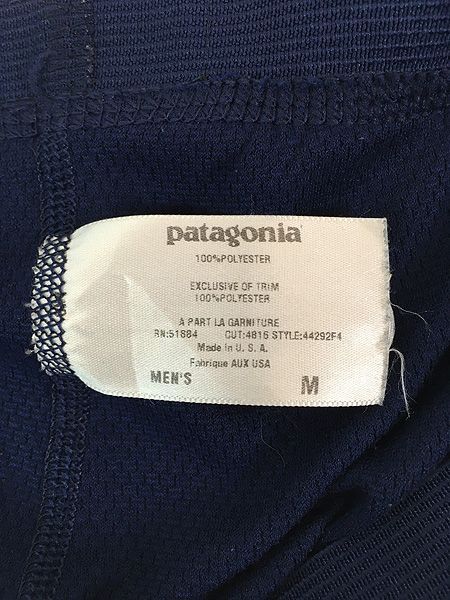 patagonia
100%POLYESTER
EXCLUSIVE OF TRIM
100%POLYESTER
A PART LA GARNITURE
RN:51884 CUT:4816 STYLE:44292F4
Made in U. S. A.
Fabrique AUX USA
MEN'S M